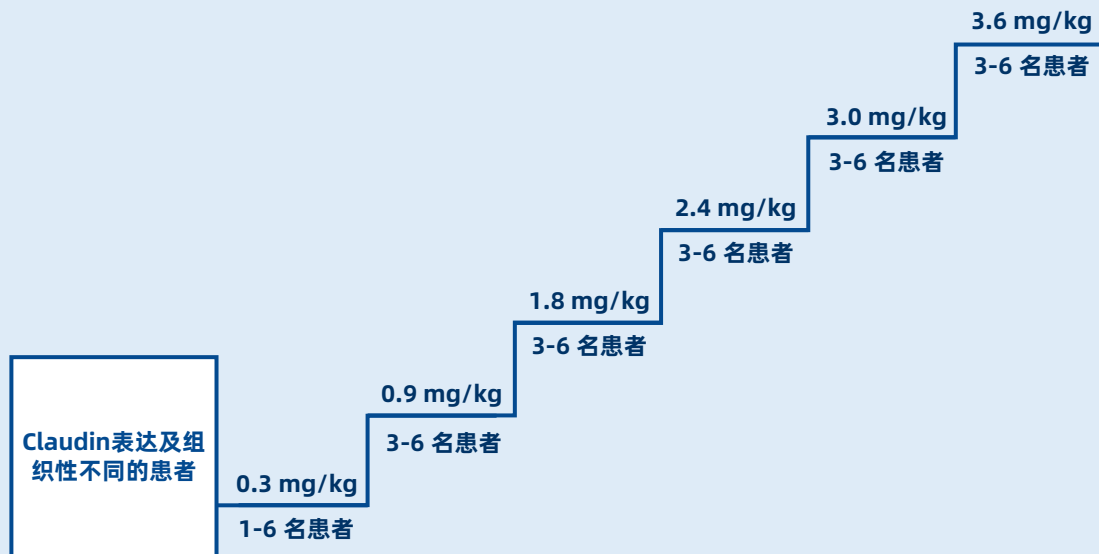 3.6 mg/kg
3-6 名患者
3.0 mg/kg
3-6 名患者
2.4 mg/kg
3-6 名患者
1.8 mg/kg
3-6 名患者
0.9 mg/kg
3-6 名患者
Claudin表达及组
织性不同的患者
0.3 mg/kg
1-6 名患者